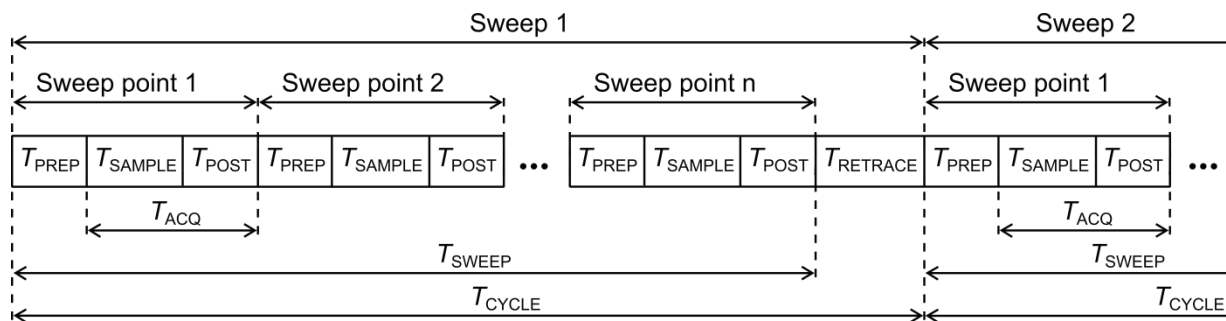 Sweep 1 Sweep 2
Sweep point 1 Sweep point 2 Sweep point n Sweep point 1
TPREP TSAMPLE TPOST TPREP TSAMPLE TPOST ••• TPREP TSAMPLE TPOST TRETRACE TPREP TSAMPLE TPOST •••
TACQ TACQ
TSWEEP TSWEEP
TCYCLE TCYCLE